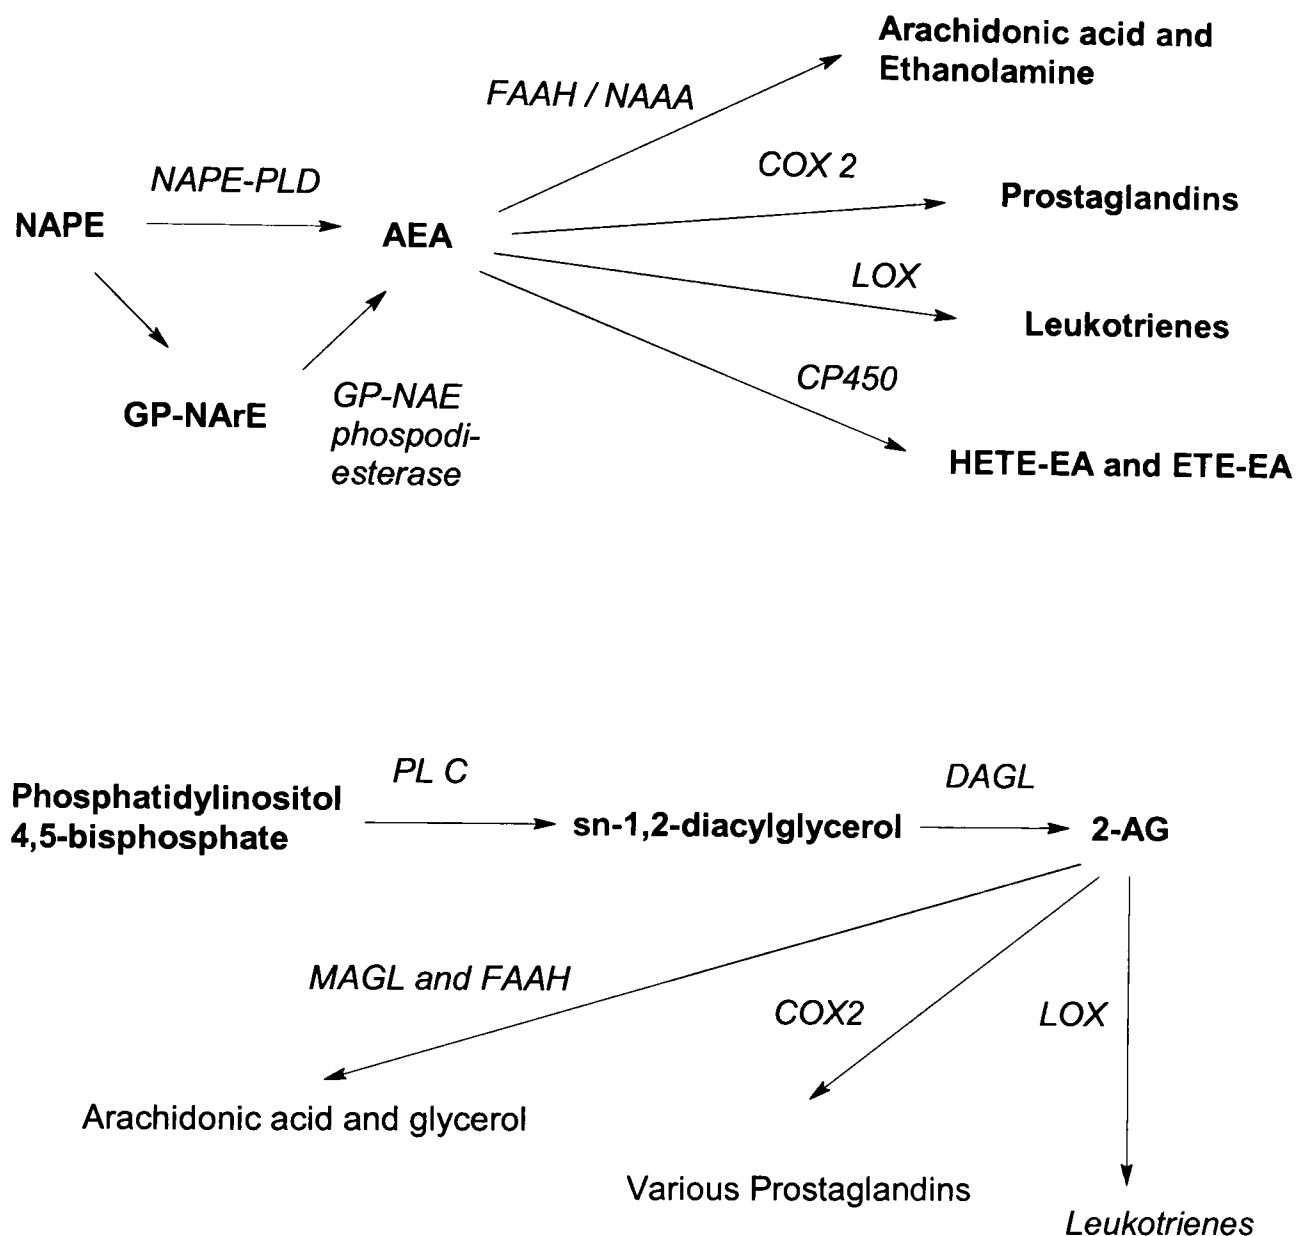 Arachidonic acid and
Ethanolamine
FAAH / NAAA
COX 2
NAPE-PLD
Prostaglandins
NAPE
AEA
LOX
Leukotrienes
CP450
GP-NArE
GP-NAE
phospodi-
esterase
HETE-EA and ETE-EA
PL C
DAGL
Phosphatidylinositol
4,5-bisphosphate
sn-1,2-diacylglycerol
2-AG
MAGL and FAAH
COX2
LOX
Arachidonic acid and glycerol
Various Prostaglandins
Leukotrienes